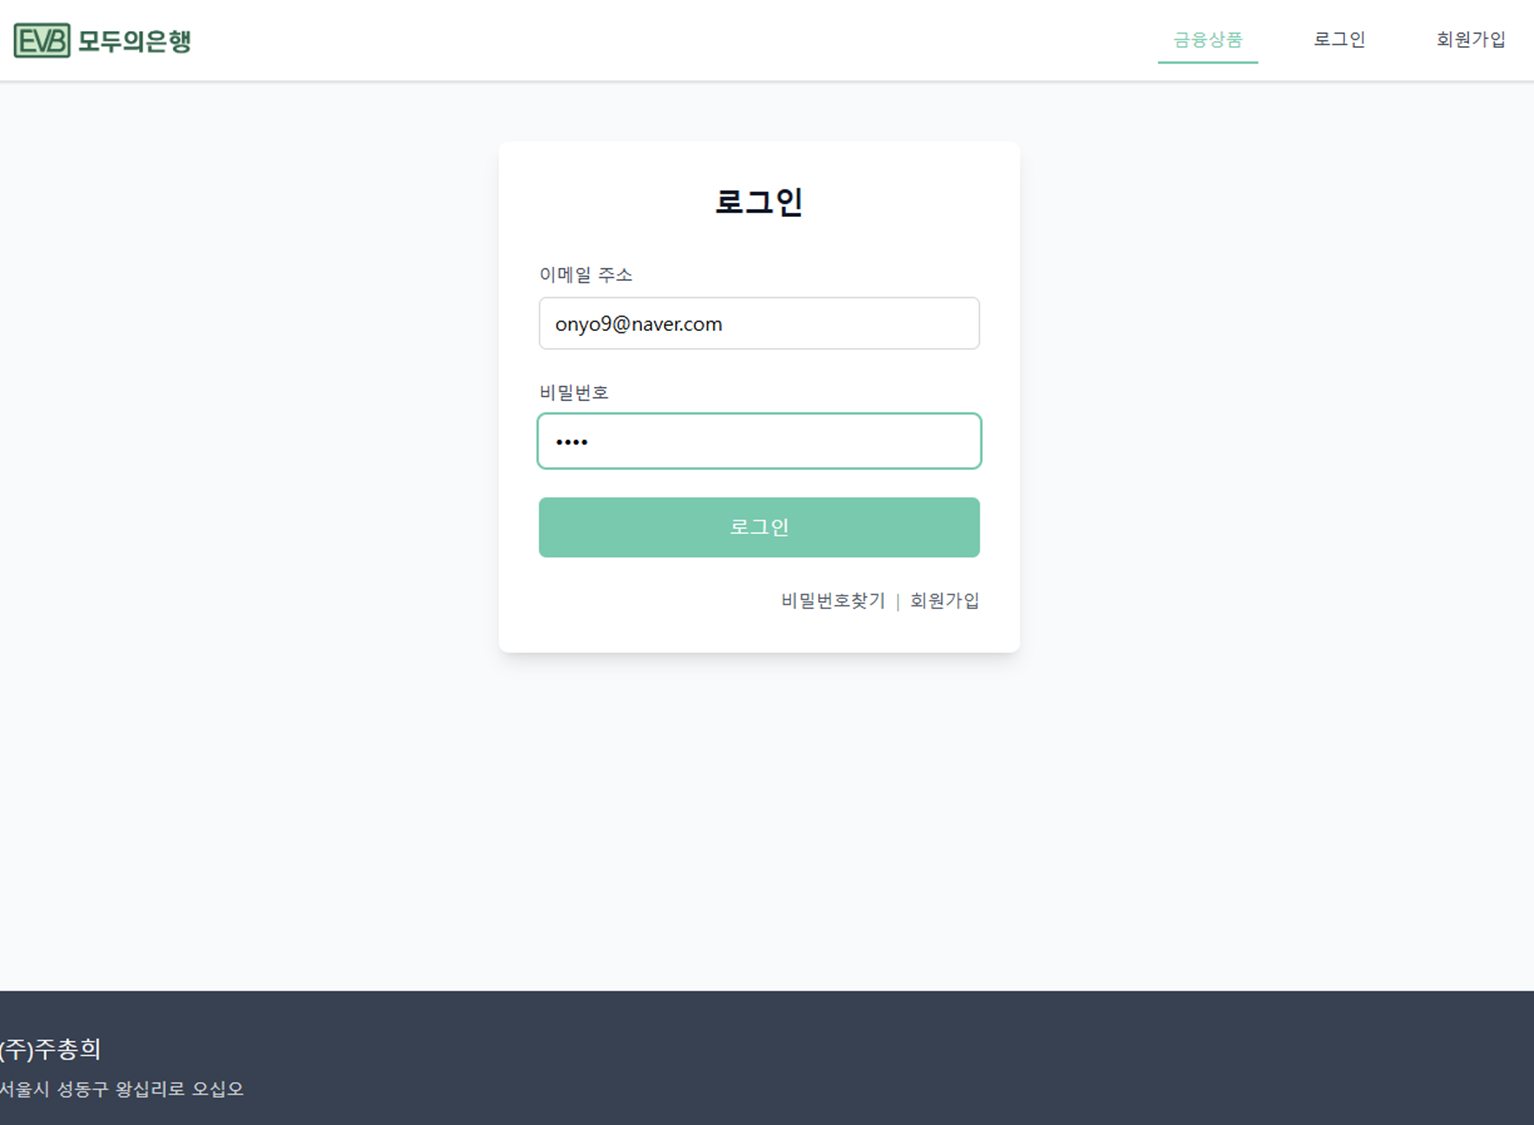 EVB 모두의은행
금융상품 로그인 회원가입
로그인
이메일 주소
onyo9@naver.com
비밀번호
••••
로그인
비밀번호찾기 | 회원가입
(주)주총희
서울시 성동구 왕십리로 오십오